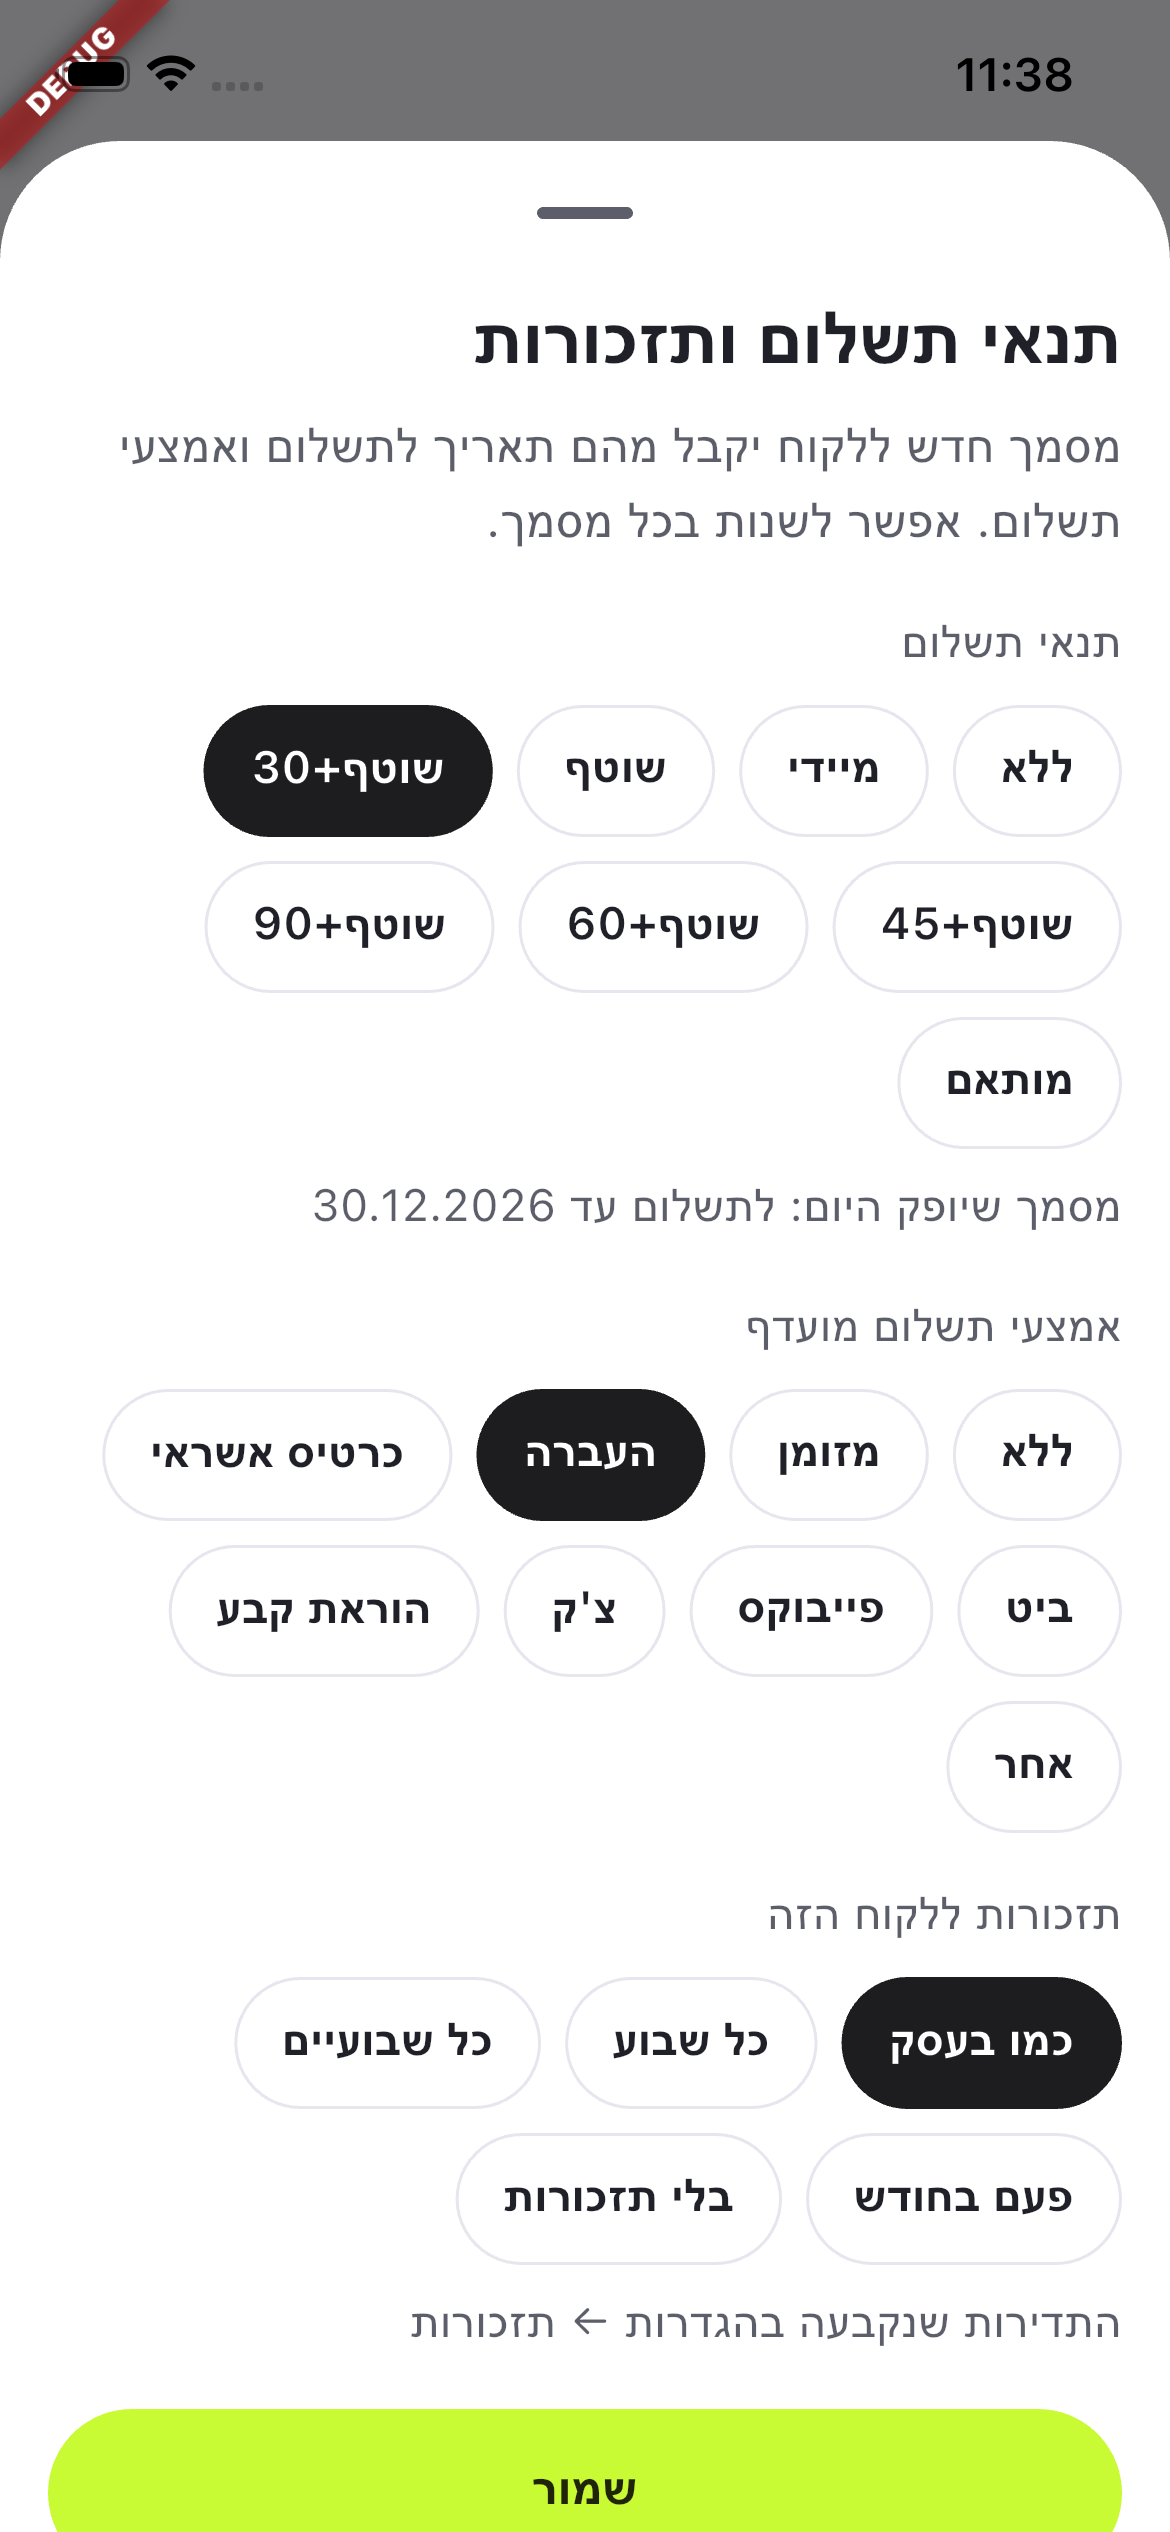 DEBUG
11:38
תנאי תשלום ותזכורות
מסמך חדש ללקוח יקבל מהם תאריך לתשלום ואמצעי
תשלום. אפשר לשנות בכל מסמך.
תנאי תשלום
ללא
מיידי
שוטף
שוטף+30
שוטף+45
שוטף+60
שוטף+90
מותאם
מסמך שיופק היום: לתשלום עד 30.12.2026
אמצעי תשלום מועדף
ללא
מזומן
העברה
כרטיס אשראי
ביט
פייבוקס
צ'ק
הוראת קבע
אחר
תזכורות ללקוח הזה
כמו בעסק
כל שבוע
כל שבועיים
פעם בחודש
בלי תזכורות
התדירות שנקבעה בהגדרות ← תזכורות
שמור